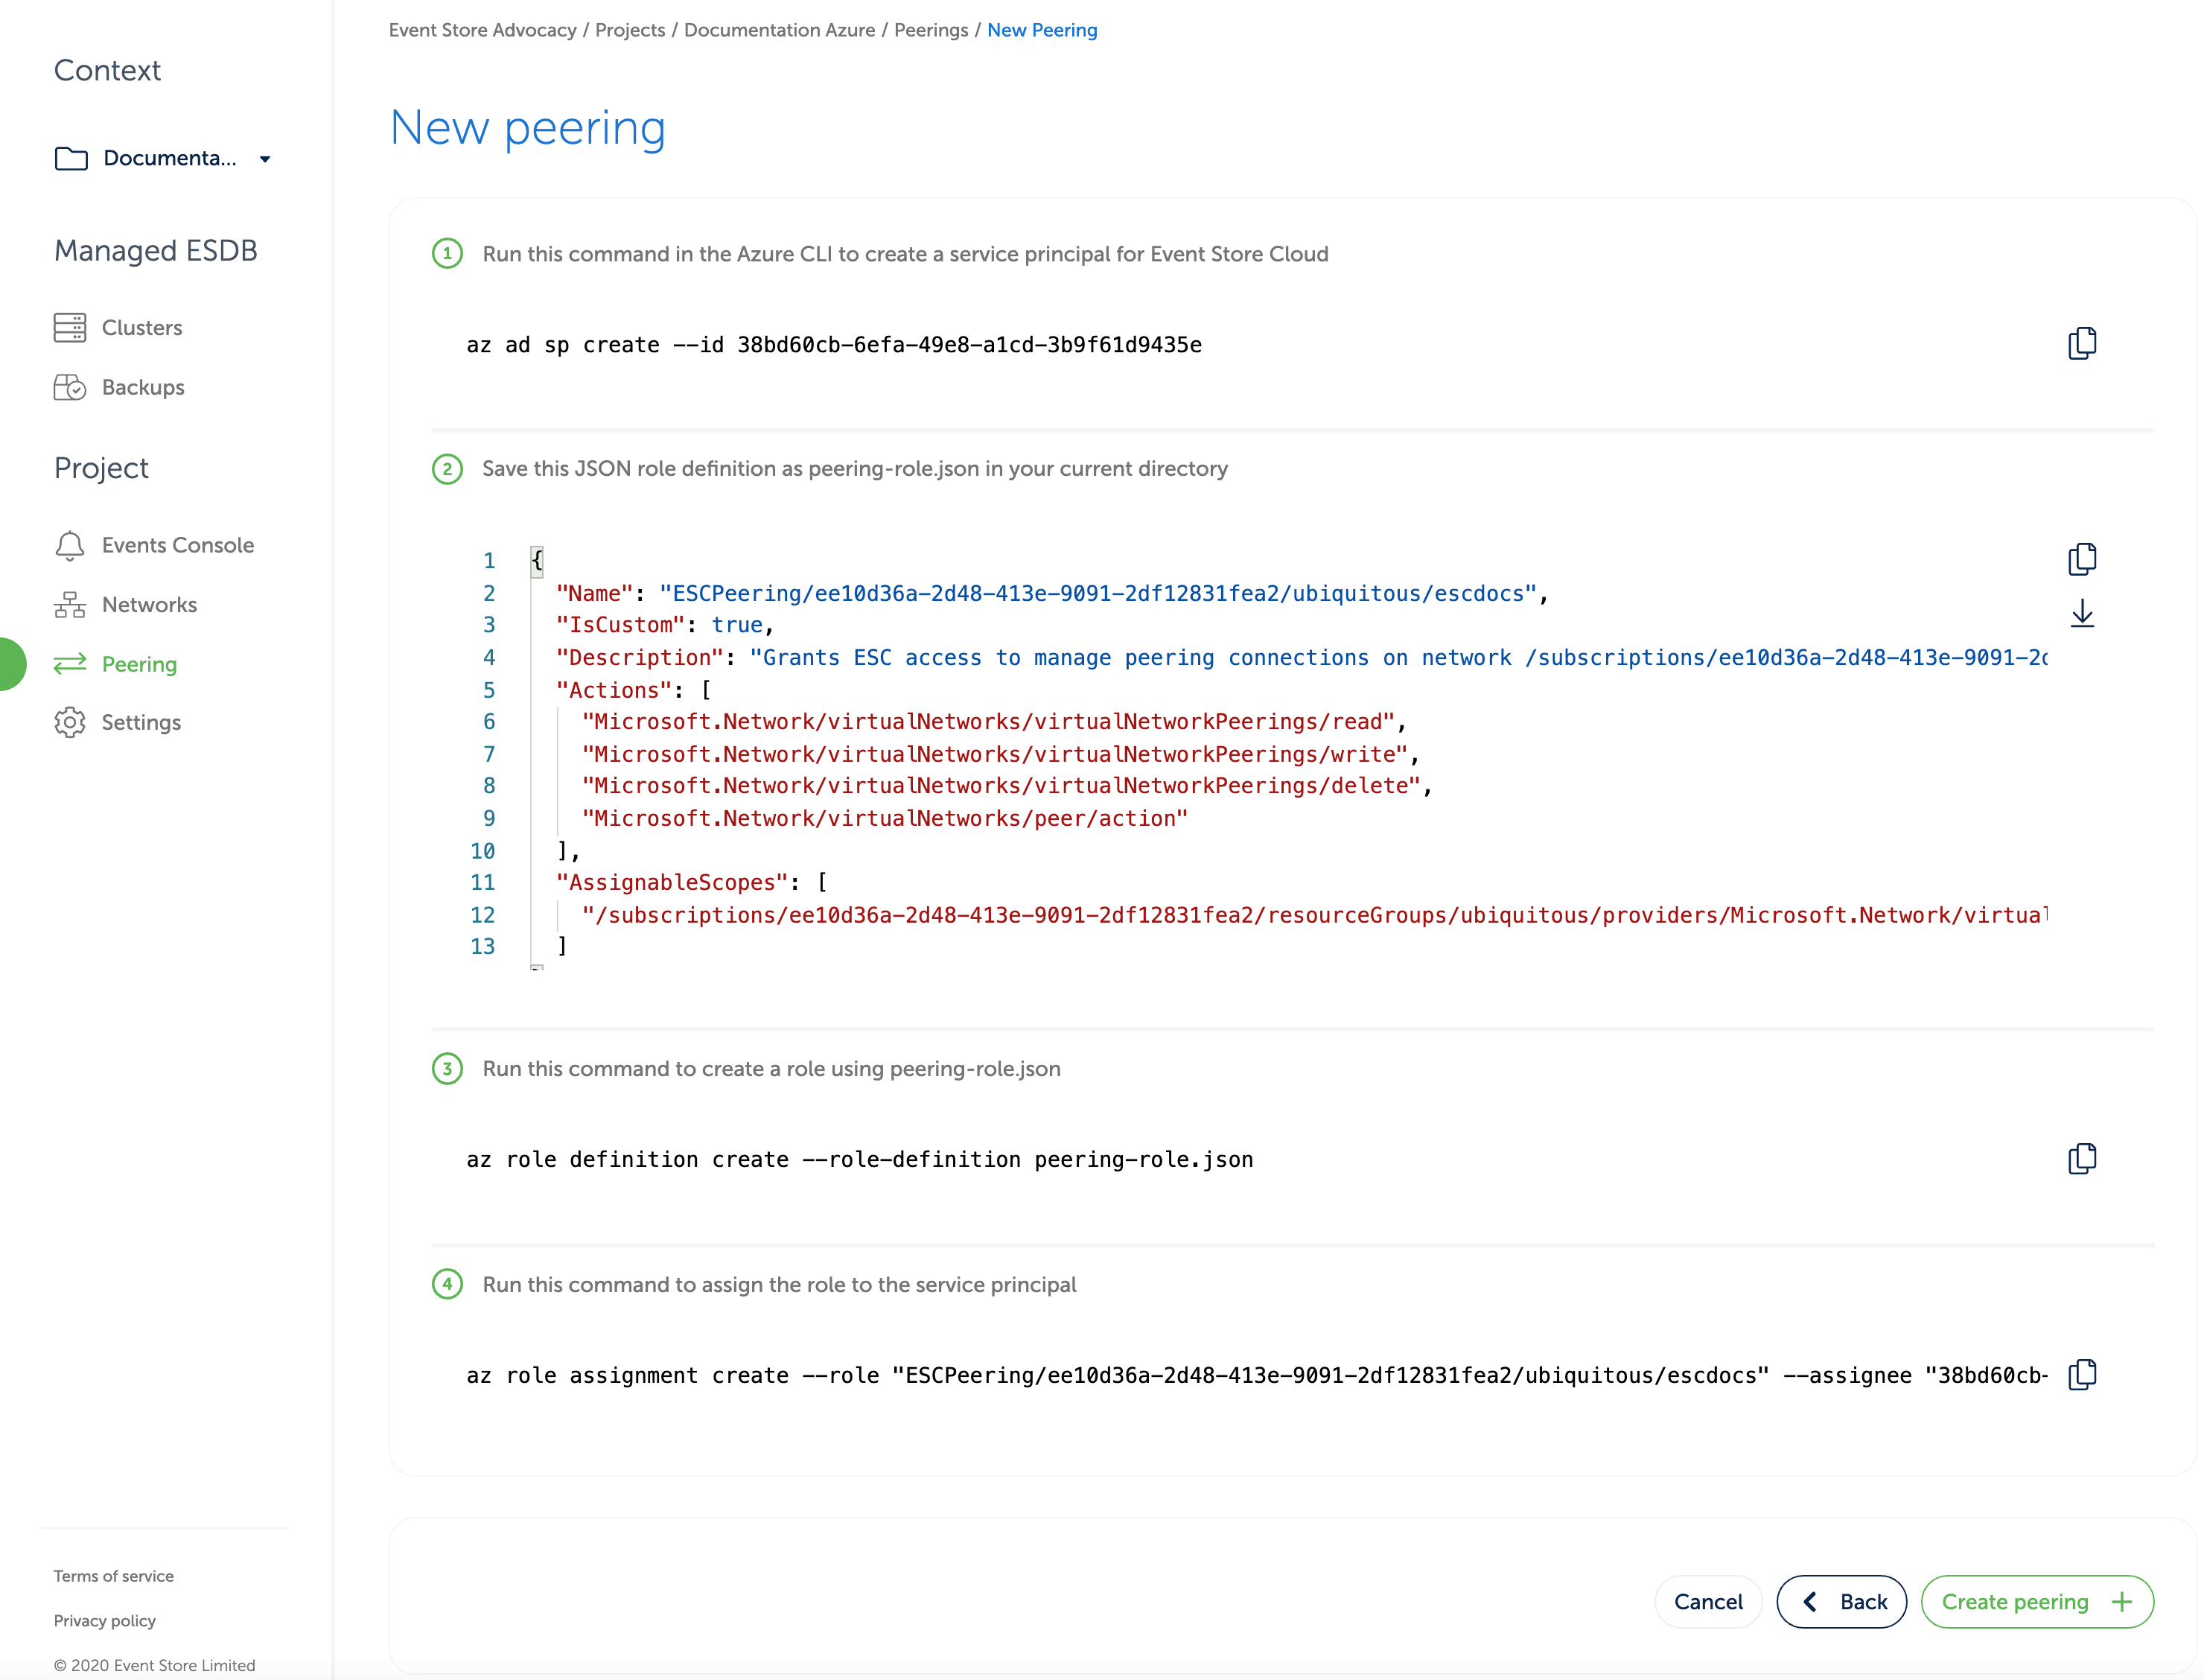 Context
Documenta...
Managed ESDB
Clusters
Backups
Project
Events Console
Networks
Peering
Settings
Terms of service
Privacy policy
© 2020 Event Store Limited
Event Store Advocacy / Projects / Documentation Azure / Peerings / New Peering
New peering
1 Run this command in the Azure CLI to create a service principal for Event Store Cloud
az ad sp create --id 38bd60cb-6efa-49e8-a1cd-3b9f61d9435e
2 Save this JSON role definition as peering-role.json in your current directory
1 {
2 "Name": "ESCPeering/ee10d36a-2d48-413e-9091-2df12831fea2/ubiquitous/escdocs",
3 "IsCustom": true,
4 "Description": "Grants ESC access to manage peering connections on network /subscriptions/ee10d36a-2d48-413e-9091-2d
5 "Actions": [
6 "Microsoft.Network/virtualNetworks/virtualNetworkPeerings/read",
7 "Microsoft.Network/virtualNetworks/virtualNetworkPeerings/write",
8 "Microsoft.Network/virtualNetworks/virtualNetworkPeerings/delete",
9 "Microsoft.Network/virtualNetworks/peer/action"
10 ],
11 "AssignableScopes": [
12 "/subscriptions/ee10d36a-2d48-413e-9091-2df12831fea2/resourceGroups/ubiquitous/providers/Microsoft.Network/virtual
13 ]
3 Run this command to create a role using peering-role.json
az role definition create --role-definition peering-role.json
4 Run this command to assign the role to the service principal
az role assignment create --role "ESCPeering/ee10d36a-2d48-413e-9091-2df12831fea2/ubiquitous/escdocs" --assignee "38bd60cb-
Cancel
Back
Create peering +